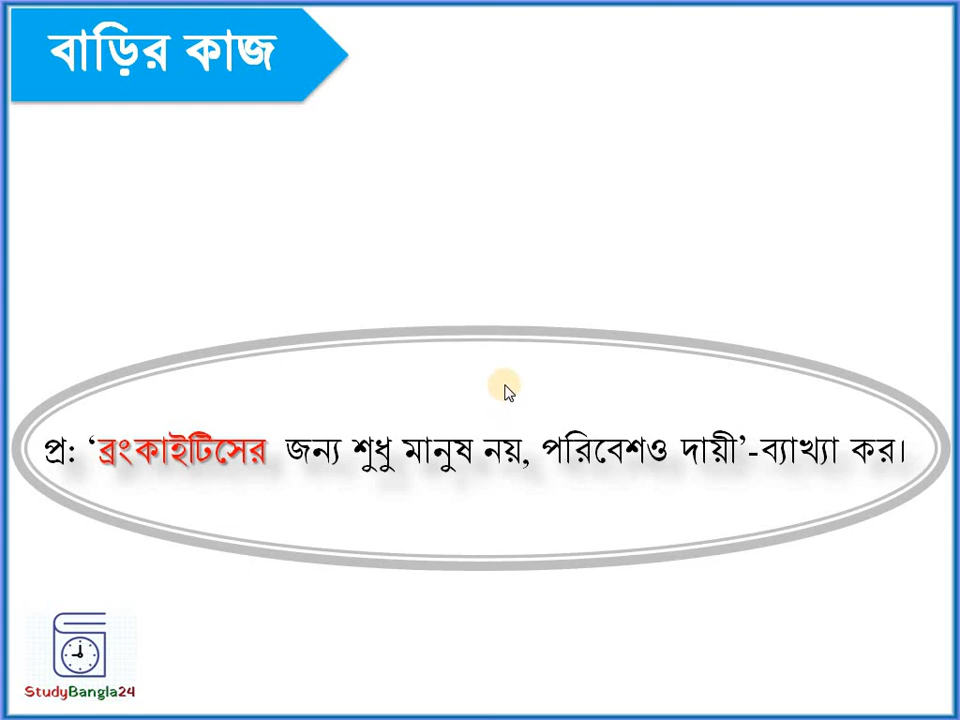 বাড়ির কাজ
প্র: ‘ব্রংকাইটিসের জন্য শুধু মানুষ নয়, পরিবেশও দায়ী’-ব্যাখ্যা কর।
StudyBangla24